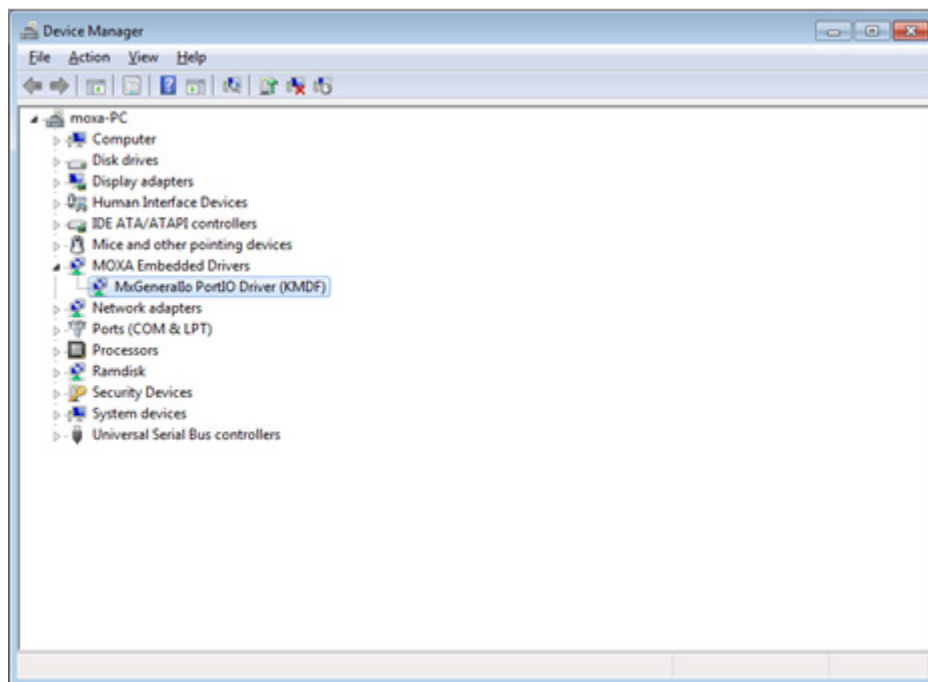 Device Manager
File Action View Help
moxa-PC
Computer
Disk drives
Display adapters
Human Interface Devices
IDE ATA/ATAPI controllers
Mice and other pointing devices
MOXA Embedded Drivers
MxGeneralIo PortIO Driver (KMDF)
Network adapters
Ports (COM & LPT)
Processors
Ramdisk
Security Devices
System devices
Universal Serial Bus controllers